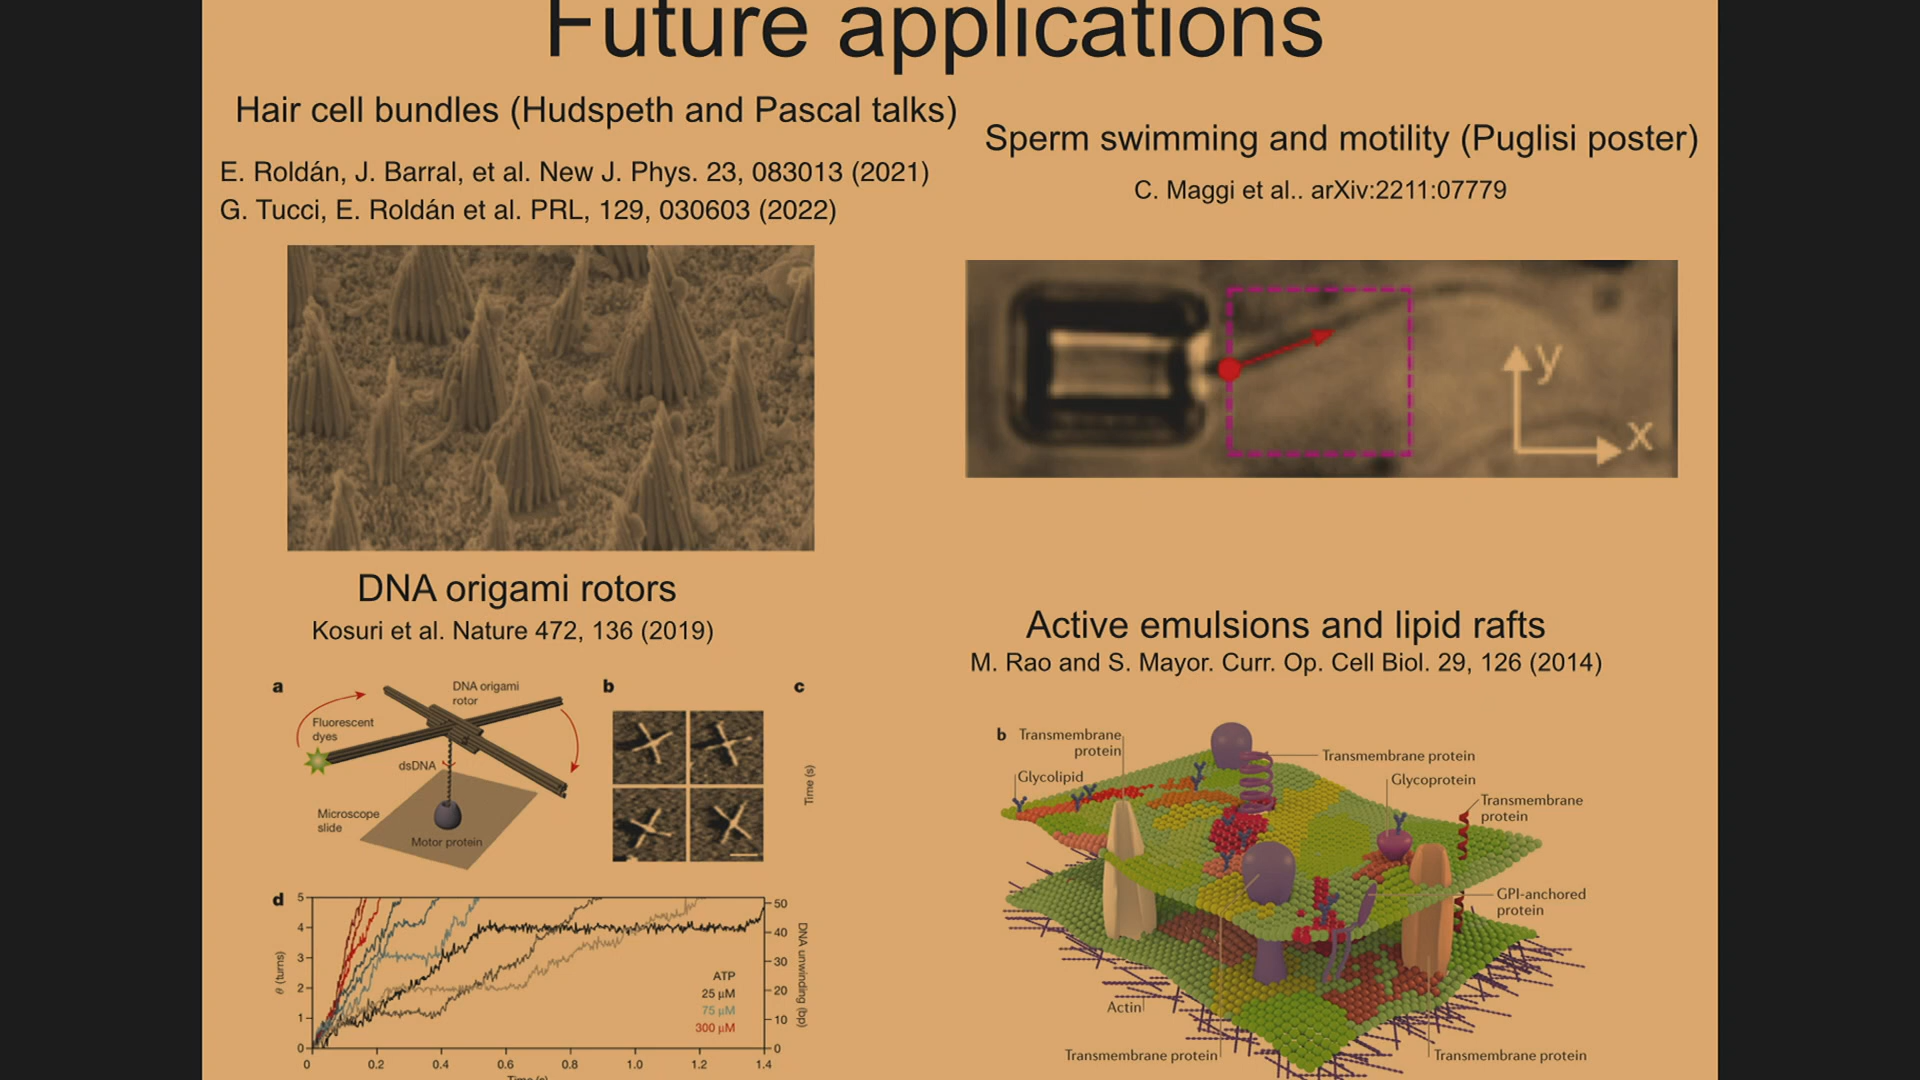 Future applications
Hair cell bundles (Hudspeth and Pascal talks)
E. Roldán, J. Barral, et al. New J. Phys. 23, 083013 (2021)
G. Tucci, E. Roldán et al. PRL, 129, 030603 (2022)
Sperm swimming and motility (Puglisi poster)
C. Maggi et al.. arXiv:2211:07779
y
x
DNA origami rotors
Kosuri et al. Nature 472, 136 (2019)
a
DNA origami
rotor
Fluorescent
dyes
dsDNA
Microscope
slide
Motor protein
b
c
Time (s)
d
5
4
3
2
1
0
θ (turns)
50
40
30
20
10
0
DNA unwinding (bp)
ATP
25 µM
75 µM
300 µM
0 0.2 0.4 0.6 0.8 1.0 1.2 1.4
Time (s)
Active emulsions and lipid rafts
M. Rao and S. Mayor. Curr. Op. Cell Biol. 29, 126 (2014)
b
Transmembrane
protein
Transmembrane protein
Glycolipid
Glycoprotein
Transmembrane
protein
GPI-anchored
protein
Actin
Transmembrane protein
Transmembrane protein